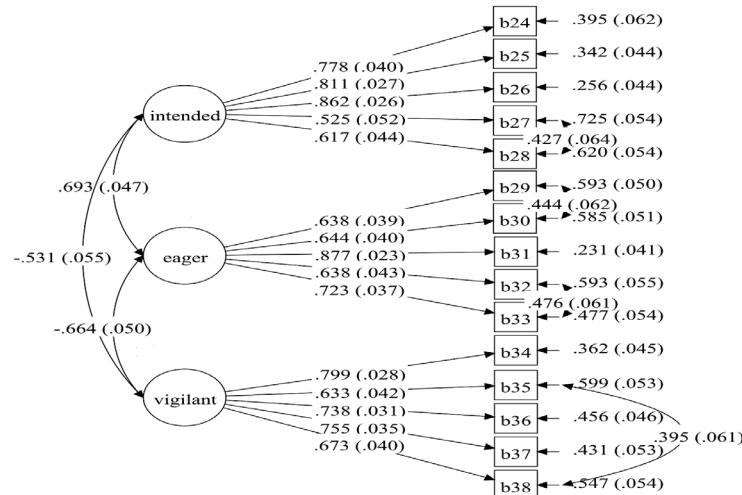 b24 .395 (.062)
b25 .342 (.044)
.778 (.040)
.811 (.027) b26 .256 (.044)
.862 (.026)
intended .525 (.052) b27 .725 (.054)
.617 (.044) .427 (.064)
b28 .620 (.054)
b29 .593 (.050)
.693 (.047) .444 (.062)
.638 (.039) b30 .585 (.051)
.644 (.040)
-.531 (.055) eager .877 (.023) b31 .231 (.041)
.638 (.043) b32 .593 (.055)
.723 (.037) .476 (.061)
b33 .477 (.054)
-.664 (.050)
b34 .362 (.045)
.799 (.028)
.633 (.042) b35 .599 (.053)
vigilant .738 (.031) b36 .456 (.046)
.755 (.035) .395 (.061)
.673 (.040) b37 .431 (.053)
b38 .547 (.054)